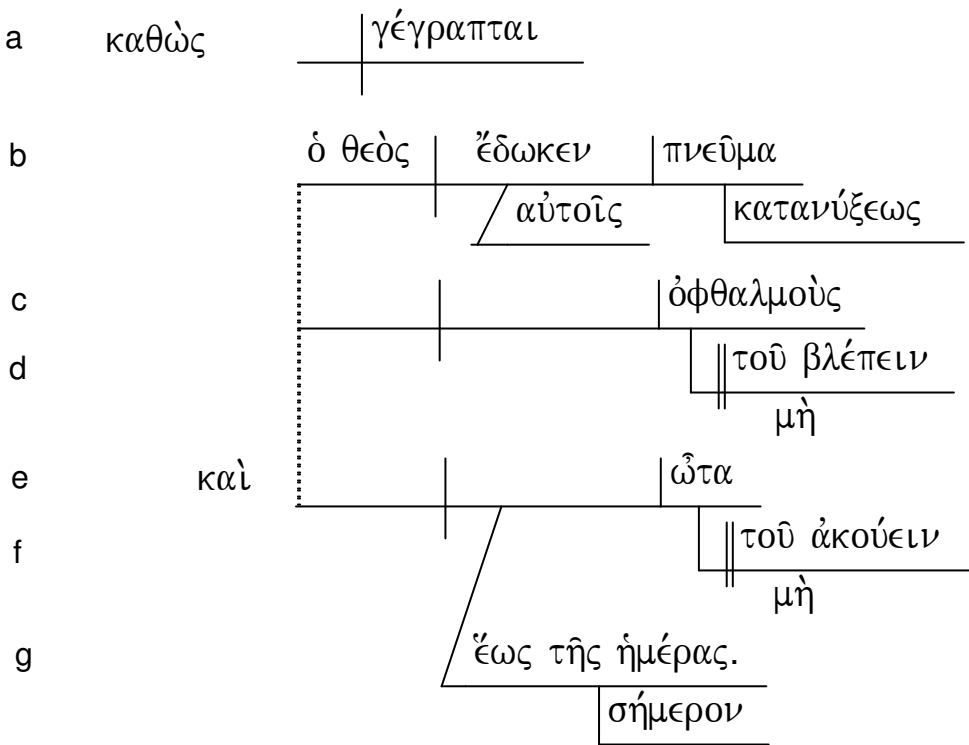 a καθὼς γέγραπται
b ὁ θεὸς ἔδωκεν πνεῦμα
αὐτοῖς κατανύξεως
c ὀφθαλμοὺς
d τοῦ βλέπειν
μὴ
e καὶ ὦτα
f τοῦ ἀκούειν
μὴ
g ἕως τῆς ἡμέρας.
σήμερον